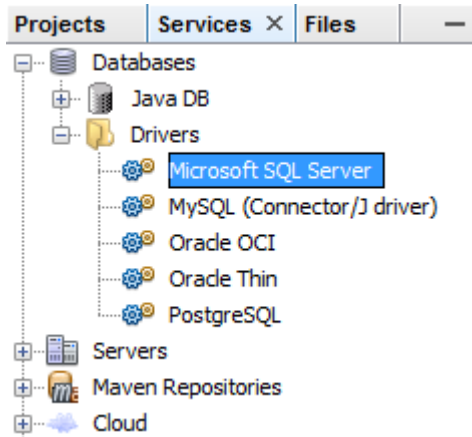 Projects Services × Files
Databases
Java DB
Drivers
Microsoft SQL Server
MySQL (Connector/J driver)
Oracle OCI
Oracle Thin
PostgreSQL
Servers
Maven Repositories
Cloud